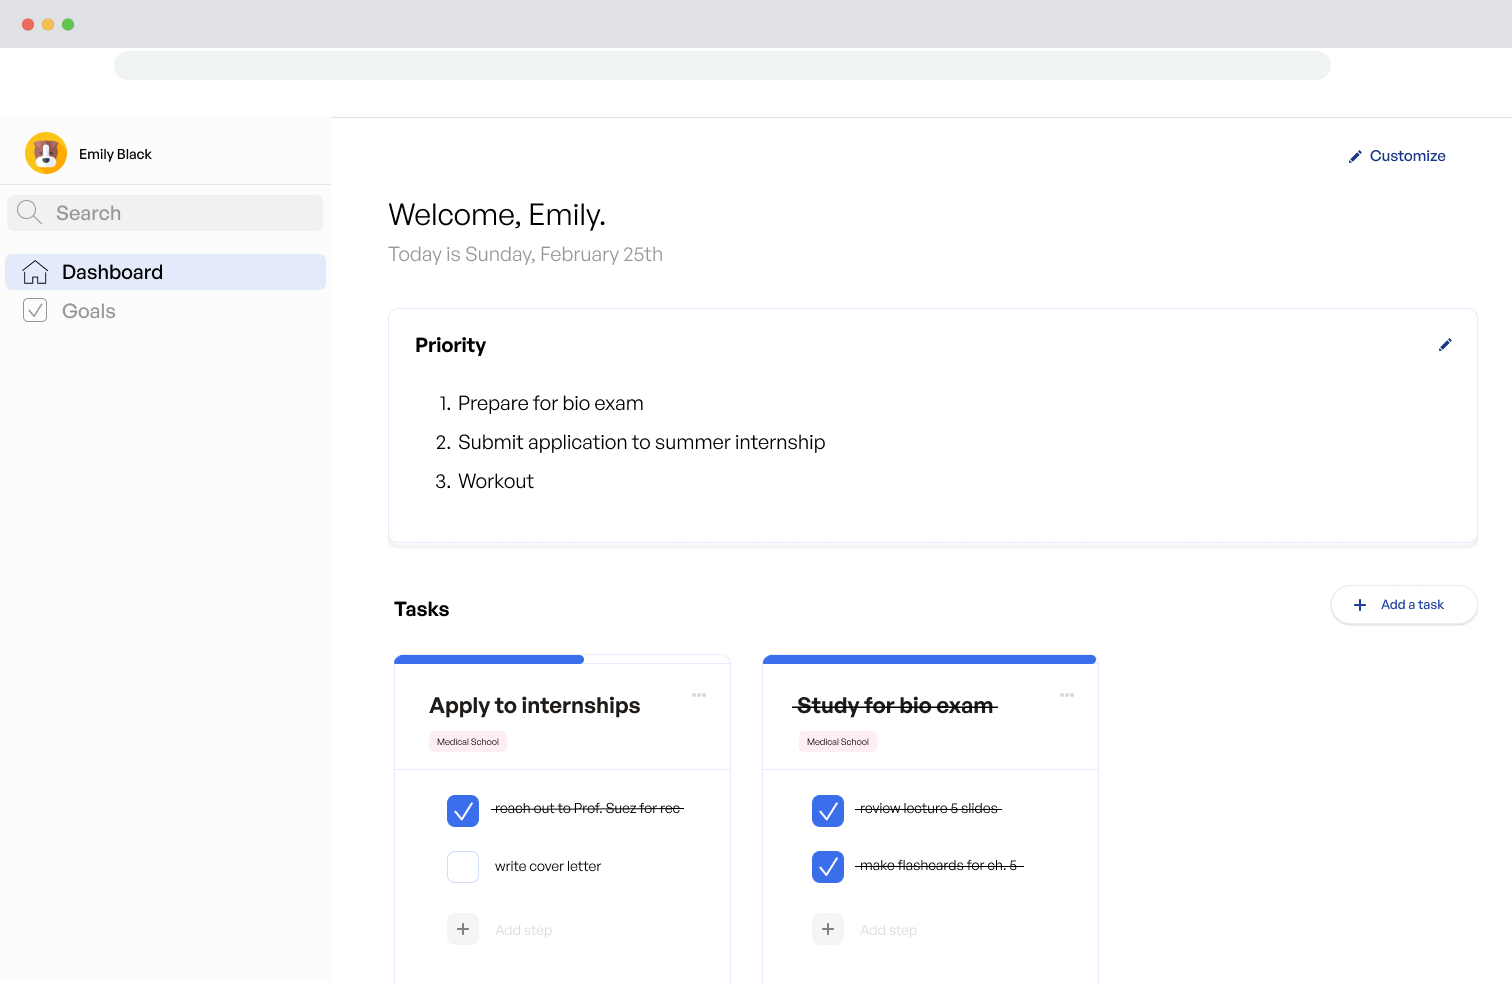 Emily Black
Search
Dashboard
Goals
Customize
Welcome, Emily.
Today is Sunday, February 25th
Priority
1. Prepare for bio exam
2. Submit application to summer internship
3. Workout
Tasks
Add a task
Apply to internships
Medical School
reach out to Prof. Suez for rec
write cover letter
Add step
Study for bio exam
Medical School
review lecture 5 slides
make flashcards for ch. 5
Add step